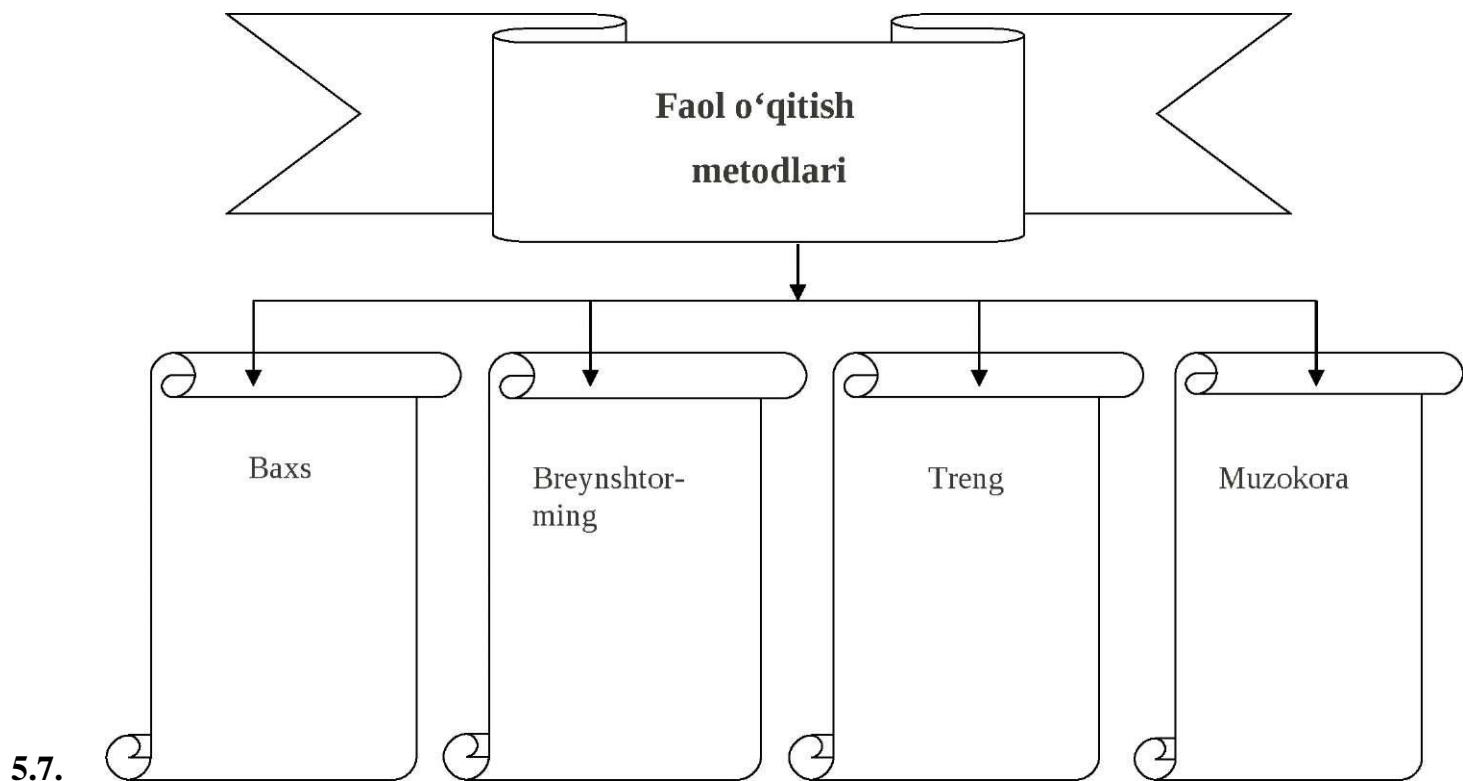 Faol o‘qitish
metodlari
Baxs
Breynshtor-
ming
Treng
Muzokora
5.7.